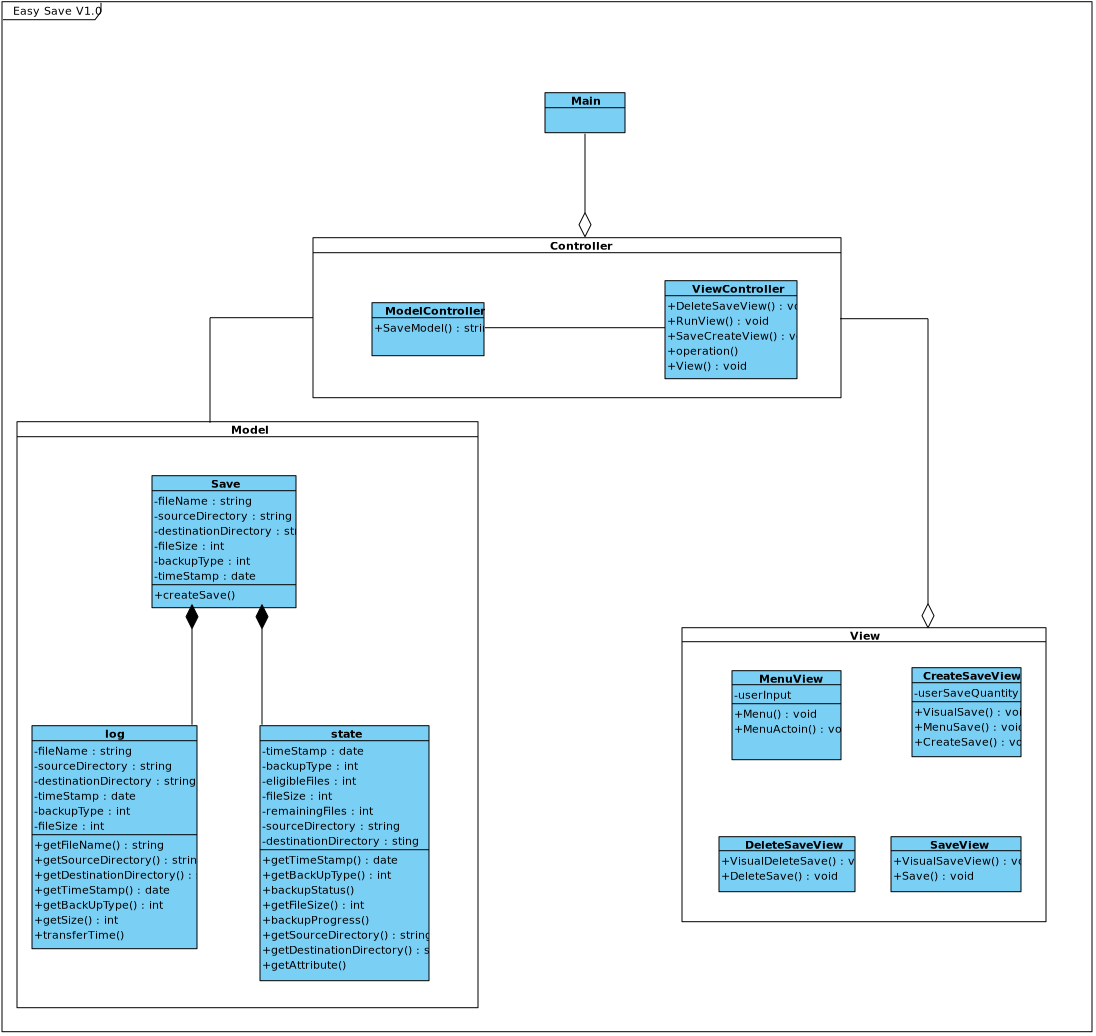 Easy Save V1.0
Main
Controller
ModelController
+SaveModel() : stri
ViewController
+DeleteSaveView() : vo
+RunView() : void
+SaveCreateView() : v
+operation()
+View() : void
Model
Save
-fileName : string
-sourceDirectory : string
-destinationDirectory : str
-fileSize : int
-backupType : int
-timeStamp : date
+createSave()
log
-fileName : string
-sourceDirectory : string
-destinationDirectory : string
-timeStamp : date
-backupType : int
-fileSize : int
+getFileName() : string
+getSourceDirectory() : strin
+getDestinationDirectory() :
+getTimeStamp() : date
+getBackUpType() : int
+getSize() : int
+transferTime()
state
-timeStamp : date
-backupType : int
-eligibleFiles : int
-fileSize : int
-remainingFiles : int
-sourceDirectory : string
-destinationDirectory : sting
+getTimeStamp() : date
+getBackUpType() : int
+backupStatus()
+getFileSize() : int
+backupProgress()
+getSourceDirectory() : string
+getDestinationDirectory() : s
+getAttribute()
View
MenuView
-userInput
+Menu() : void
+MenuActoin() : vo
CreateSaveView
-userSaveQuantity
+VisualSave() : voi
+MenuSave() : void
+CreateSave() : vo
DeleteSaveView
+VisualDeleteSave() : v
+DeleteSave() : void
SaveView
+VisualSaveView() : vo
+Save() : void